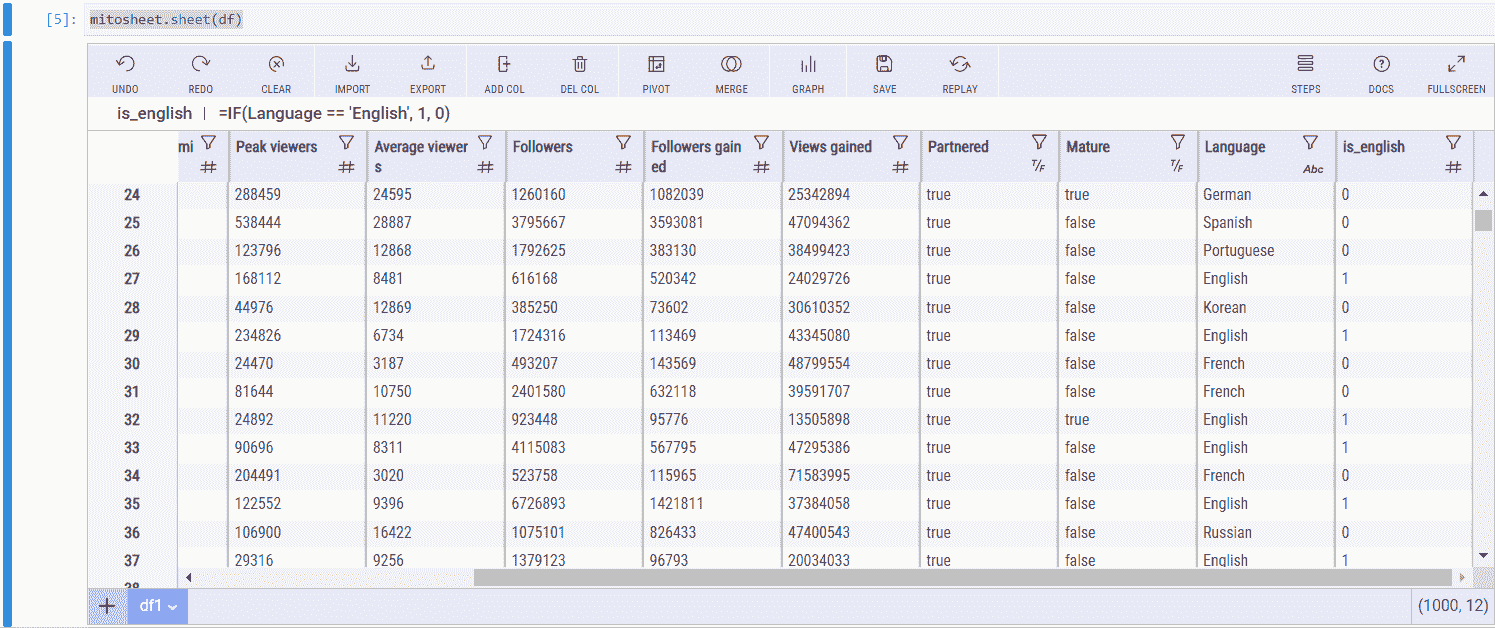 [5]: mitosheet.sheet(df)
UNDO REDO CLEAR IMPORT EXPORT ADD COL DEL COL PIVOT MERGE GRAPH SAVE REPLAY STEPS DOCS FULLSCREEN
is_english | =IF(Language == 'English', 1, 0)
mi Peak viewers Average viewer Followers Followers gain Views gained Partnered Mature Language is_english
s ed T/F T/F Abc
24 288459 24595 1260160 1082039 25342894 true true German 0
25 538444 28887 3795667 3593081 47094362 true false Spanish 0
26 123796 12868 1792625 383130 38499423 true false Portuguese 0
27 168112 8481 616168 520342 24029726 true false English 1
28 44976 12869 385250 73602 30610352 true false Korean 0
29 234826 6734 1724316 113469 43345080 true false English 1
30 24470 3187 493207 143569 48799554 true false French 0
31 81644 10750 2401580 632118 39591707 true false French 0
32 24892 11220 923448 95776 13505898 true true English 1
33 90696 8311 4115083 567795 47295386 true false English 1
34 204491 3020 523758 115965 71583995 true false French 0
35 122552 9396 6726893 1421811 37384058 true false English 1
36 106900 16422 1075101 826433 47400543 true false Russian 0
37 29316 9256 1379123 96793 20034033 true false English 1
38
+ df1 (1000, 12)